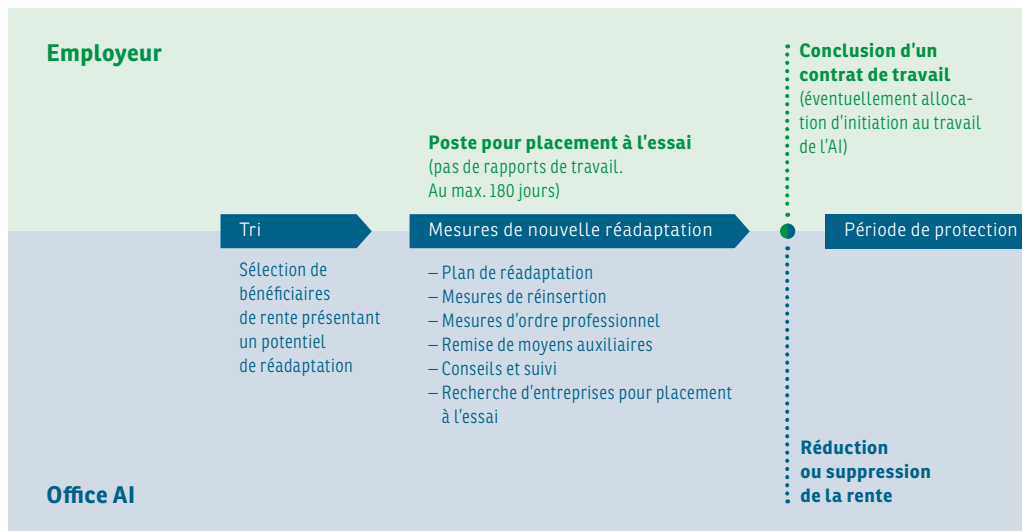 Employeur
Conclusion d'un
contrat de travail
(éventuellement alloca-
tion d'initiation au travail
de l'AI)
Poste pour placement à l'essai
(pas de rapports de travail.
Au max. 180 jours)
Tri
Mesures de nouvelle réadaptation
Période de protection
Sélection de
bénéficiaires
de rente présentant
un potentiel
de réadaptation
– Plan de réadaptation
– Mesures de réinsertion
– Mesures d'ordre professionnel
– Remise de moyens auxiliaires
– Conseils et suivi
– Recherche d'entreprises pour placement
à l'essai
Réduction
ou suppression
de la rente
Office AI